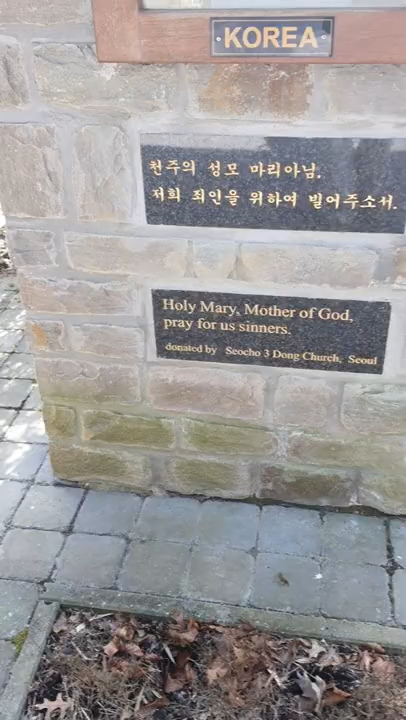 KOREA
천주의 성모 마리아님,
저희 죄인을 위하여 빌어주소서.
Holy Mary, Mother of God,
pray for us sinners.
donated by Seocho 3 Dong Church, Seoul